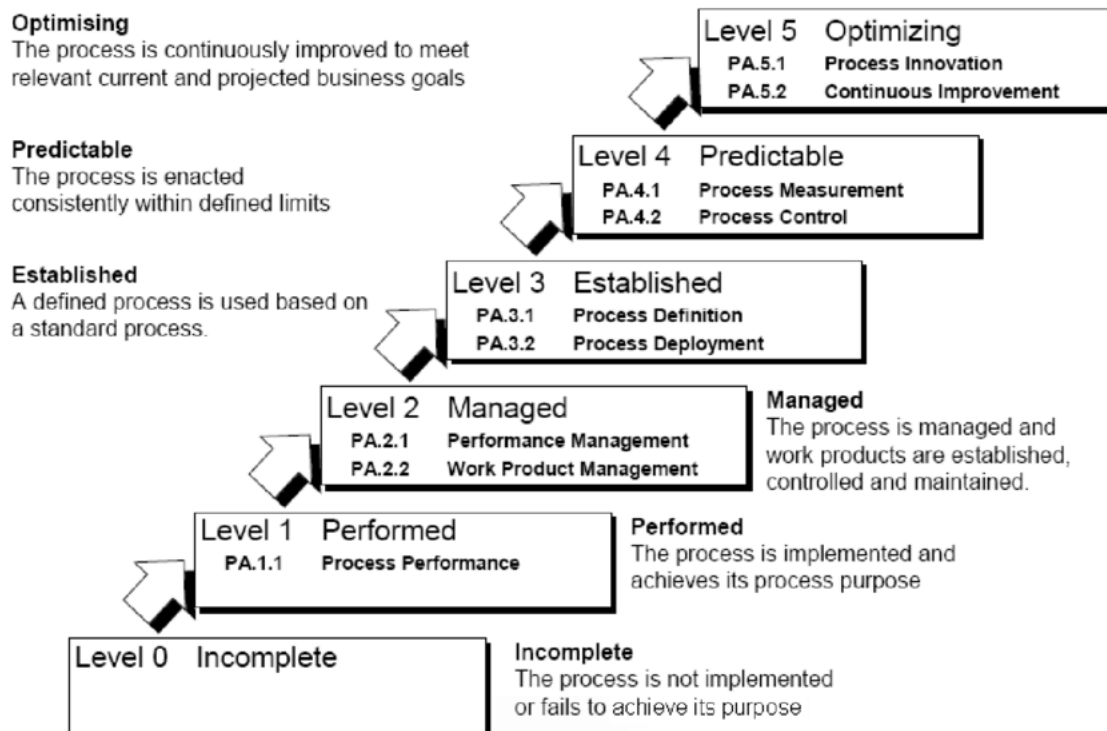 Optimising
The process is continuously improved to meet
relevant current and projected business goals
Level 5 Optimizing
PA.5.1 Process Innovation
PA.5.2 Continuous Improvement
Predictable
The process is enacted
consistently within defined limits
Level 4 Predictable
PA.4.1 Process Measurement
PA.4.2 Process Control
Established
A defined process is used based on
a standard process.
Level 3 Established
PA.3.1 Process Definition
PA.3.2 Process Deployment
Level 2 Managed
PA.2.1 Performance Management
PA.2.2 Work Product Management
Managed
The process is managed and
work products are established,
controlled and maintained.
Level 1 Performed
PA.1.1 Process Performance
Performed
The process is implemented and
achieves its process purpose
Level 0 Incomplete
Incomplete
The process is not implemented
or fails to achieve its purpose